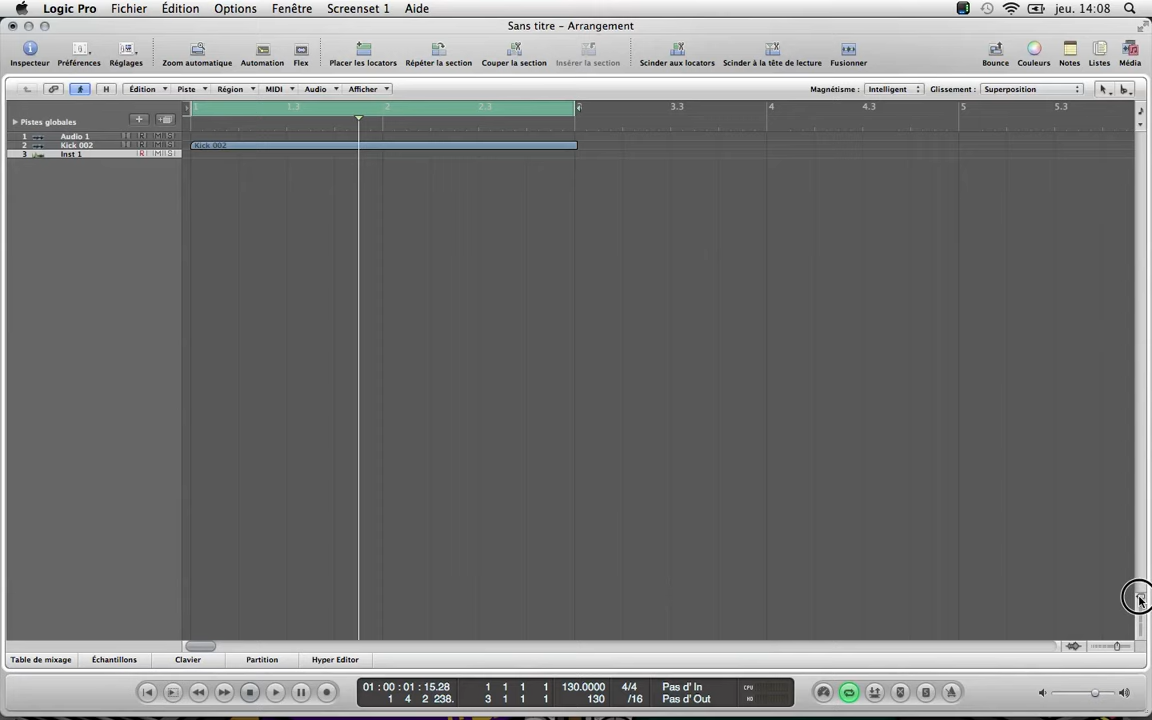 Logic Pro Fichier Édition Options Fenêtre Screenset 1 Aide jeu. 14:08
Sans titre – Arrangement
Inspecteur Préférences Réglages Zoom automatique Automation Flex Placer les locators Répéter la section Couper la section Insérer la section Scinder aux locators Scinder à la tête de lecture Fusionner Bounce Couleurs Notes Listes Média
H Édition Piste Région MIDI Audio Afficher Magnétisme : Intelligent Glissement : Superposition
1 1.3 2 2.3 3.3 4 4.3 5 5.3
Pistes globales
1 Audio 1 R M S
2 Kick 002 R M S Kick 002
3 Inst 1 R M S
Table de mixage Échantillons Clavier Partition Hyper Editor
01 : 00 : 01 : 15.28 1 1 1 1 130.0000 4/4 Pas d' In CPU
1 4 2 238. 3 1 1 1 130 /16 Pas d' Out HD